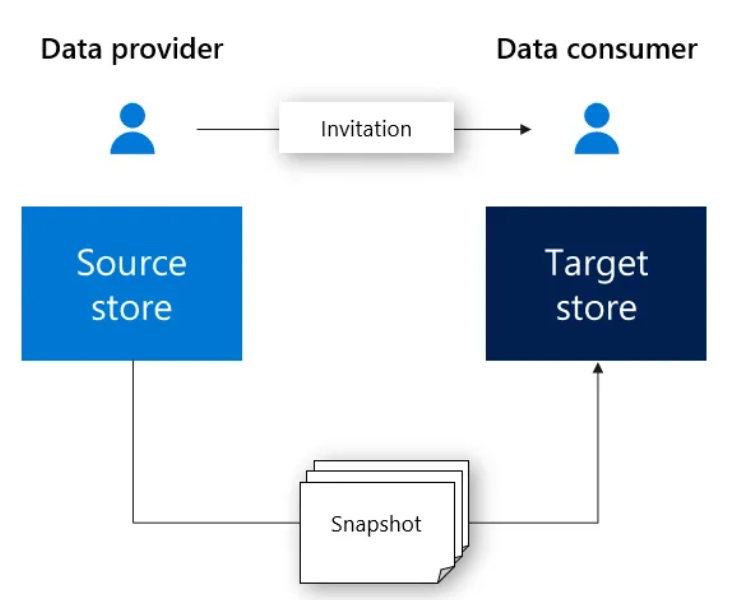 Data provider
Data consumer
Invitation
Source
store
Target
store
Snapshot